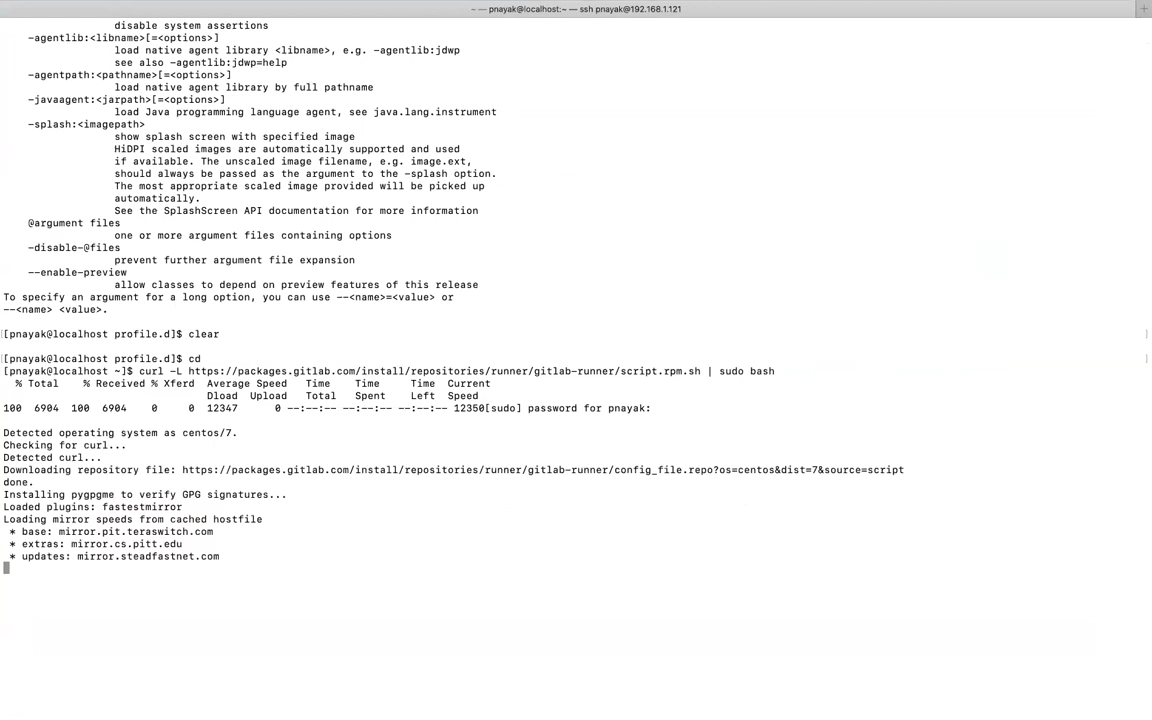 ~ — pnayak@localhost:~ — ssh pnayak@192.168.1.121
disable system assertions
-agentlib:<libname>[=<options>]
load native agent library <libname>, e.g. -agentlib:jdwp
see also -agentlib:jdwp=help
-agentpath:<pathname>[=<options>]
load native agent library by full pathname
-javaagent:<jarpath>[=<options>]
load Java programming language agent, see java.lang.instrument
-splash:<imagepath>
show splash screen with specified image
HiDPI scaled images are automatically supported and used
if available. The unscaled image filename, e.g. image.ext,
should always be passed as the argument to the -splash option.
The most appropriate scaled image provided will be picked up
automatically.
See the SplashScreen API documentation for more information
@argument files
one or more argument files containing options
-disable-@files
prevent further argument file expansion
--enable-preview
allow classes to depend on preview features of this release
To specify an argument for a long option, you can use --<name>=<value> or
--<name> <value>.
[pnayak@localhost profile.d]$ clear
[pnayak@localhost profile.d]$ cd
[pnayak@localhost ~]$ curl -L https://packages.gitlab.com/install/repositories/runner/gitlab-runner/script.rpm.sh | sudo bash
% Total % Received % Xferd Average Speed Time Time Time Current
Dload Upload Total Spent Left Speed
100 6904 100 6904 0 0 12347 0 --:--:-- --:--:-- --:--:-- 12350[sudo] password for pnayak:
Detected operating system as centos/7.
Checking for curl...
Detected curl...
Downloading repository file: https://packages.gitlab.com/install/repositories/runner/gitlab-runner/config_file.repo?os=centos&dist=7&source=script
done.
Installing pygpgme to verify GPG signatures...
Loaded plugins: fastestmirror
Loading mirror speeds from cached hostfile
* base: mirror.pit.teraswitch.com
* extras: mirror.cs.pitt.edu
* updates: mirror.steadfastnet.com